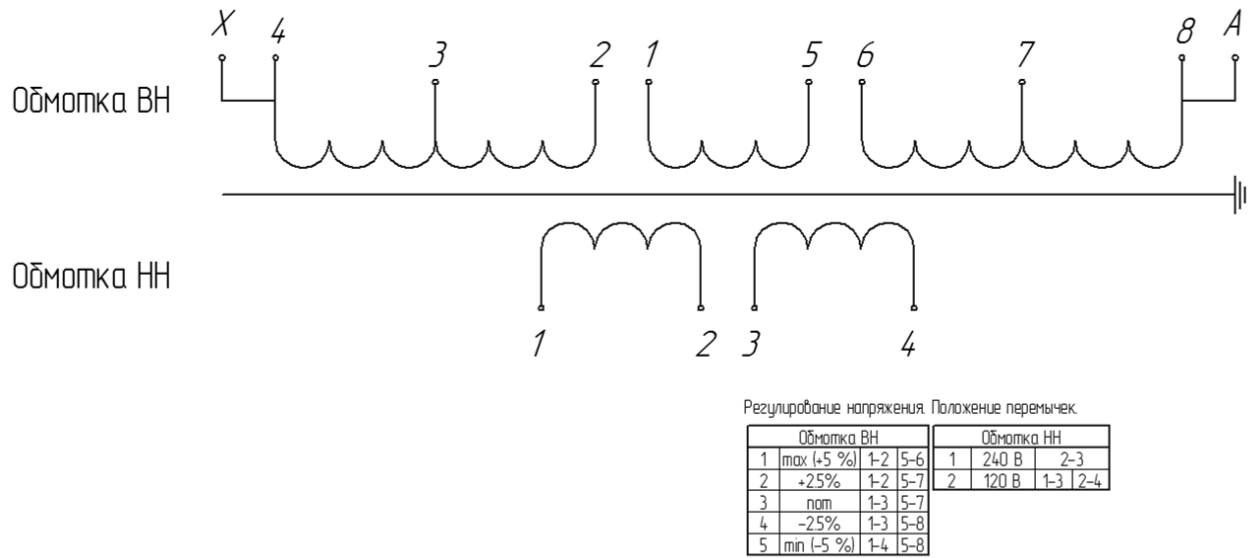 X 4 3 2 1 5 6 7 8 A
Обмотка ВН
Обмотка НН
1 2 3 4
Регулирование напряжения. Положение перемычек.
Обмотка ВН Обмотка НН
1 max (+5 %) 1-2 5-6 1 240 В 2-3
2 +2.5% 1-2 5-7 2 120 В 1-3 2-4
3 nom 1-3 5-7
4 -2.5% 1-3 5-8
5 min (-5 %) 1-4 5-8